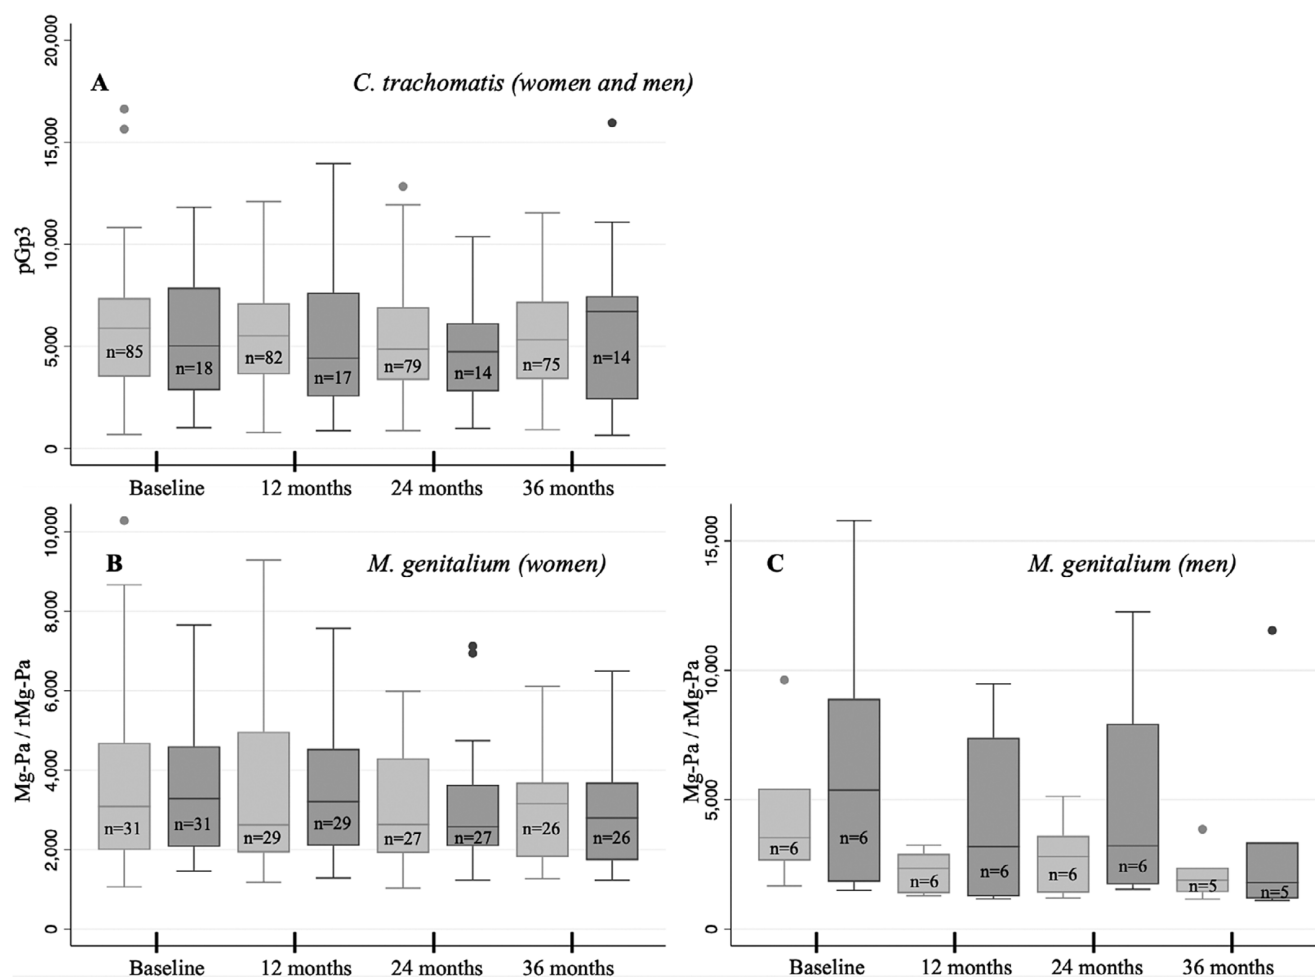 A
C. trachomatis (women and men)
pGp3
20,000
15,000
10,000
5,000
0
n=85
n=18
n=82
n=17
n=79
n=14
n=75
n=14
Baseline
12 months
24 months
36 months
B
M. genitalium (women)
Mg-Pa / rMg-Pa
10,000
8,000
6,000
4,000
2,000
0
n=31
n=31
n=29
n=29
n=27
n=27
n=26
n=26
Baseline
12 months
24 months
36 months
C
M. genitalium (men)
Mg-Pa / rMg-Pa
15,000
10,000
5,000
0
n=6
n=6
n=6
n=6
n=6
n=6
n=5
n=5
Baseline
12 months
24 months
36 months